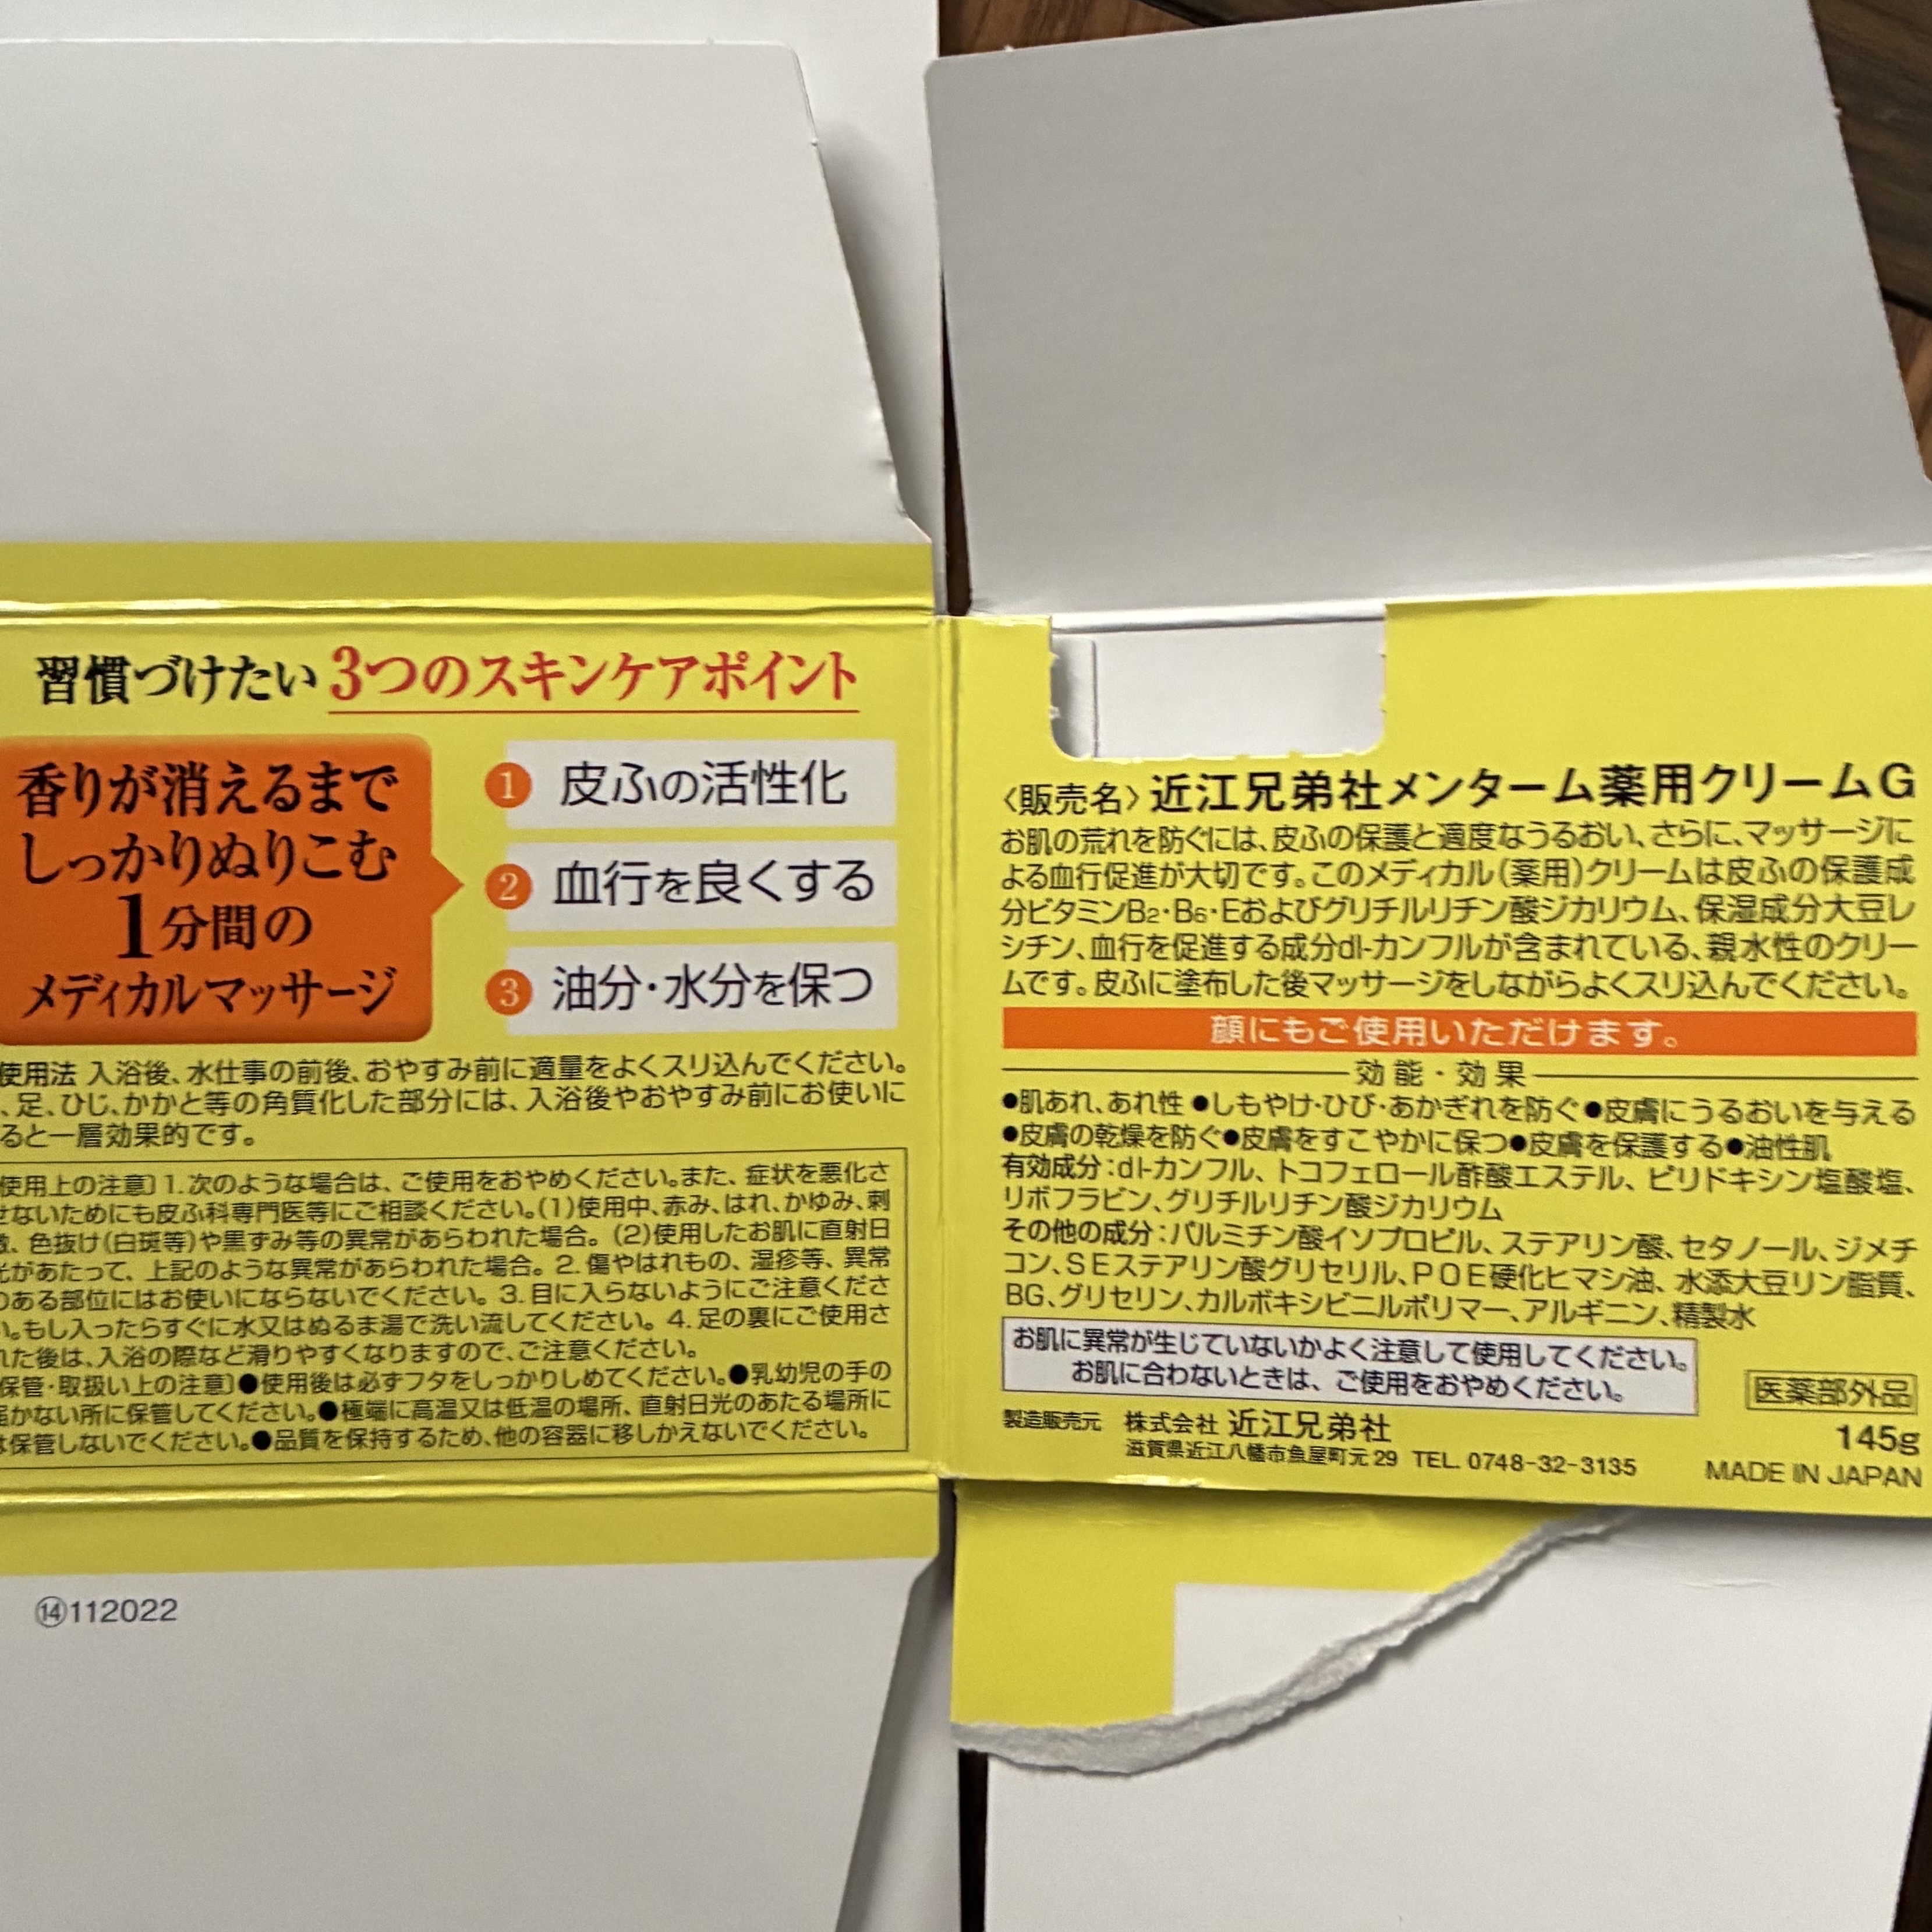 習慣づけたい 3つのスキンケアポイント
香りが消えるまで
しっかりぬりこむ
1分間の
メディカルマッサージ
1 皮ふの活性化
2 血行を良くする
3 油分・水分を保つ
使用法 入浴後、水仕事の前後、おやすみ前に適量をよくスリ込んでください。
、足、ひじ、かかと等の角質化した部分には、入浴後やおやすみ前にお使いに
ると一層効果的です。
使用上の注意〕1.次のような場合は、ご使用をおやめください。また、症状を悪化さ
せないためにも皮ふ科専門医等にご相談ください。(1)使用中、赤み、はれ、かゆみ、刺
激、色抜け(白斑等)や黒ずみ等の異常があらわれた場合。(2)使用したお肌に直射日
光があたって、上記のような異常があらわれた場合。2.傷やはれもの、湿疹等、異常
のある部位にはお使いにならないでください。3.目に入らないようにご注意くださ
い。もし入ったらすぐに水又はぬるま湯で洗い流してください。4.足の裏にご使用さ
れた後は、入浴の際など滑りやすくなりますので、ご注意ください。
保管・取扱い上の注意〕●使用後は必ずフタをしっかりしめてください。●乳幼児の手の
届かない所に保管してください。●極端に高温又は低温の場所、直射日光のあたる場所に
は保管しないでください。●品質を保持するため、他の容器に移しかえないでください。
⑭112022
〈販売名〉近江兄弟社メンターム薬用クリームG
お肌の荒れを防ぐには、皮ふの保護と適度なうるおい、さらに、マッサージに
よる血行促進が大切です。このメディカル(薬用)クリームは皮ふの保護成
分ビタミンB2・B6・Eおよびグリチルリチン酸ジカリウム、保湿成分大豆レ
シチン、血行を促進する成分dl-カンフルが含まれている、親水性のクリー
ムです。皮ふに塗布した後マッサージをしながらよくスリ込んでください。
顔にもご使用いただけます。
効能・効果
●肌あれ、あれ性 ●しもやけ・ひび・あかぎれを防ぐ ●皮膚にうるおいを与える
●皮膚の乾燥を防ぐ●皮膚をすこやかに保つ●皮膚を保護する●油性肌
有効成分:dl-カンフル、トコフェロール酢酸エステル、ピリドキシン塩酸塩、
リボフラビン、グリチルリチン酸ジカリウム
その他の成分:パルミチン酸イソプロピル、ステアリン酸、セタノール、ジメチ
コン、SEステアリン酸グリセリル、POE硬化ヒマシ油、水添大豆リン脂質、
BG、グリセリン、カルボキシビニルポリマー、アルギニン、精製水
お肌に異常が生じていないかよく注意して使用してください。
お肌に合わないときは、ご使用をおやめください。
医薬部外品
製造販売元 株式会社 近江兄弟社
滋賀県近江八幡市魚屋町元29 TEL. 0748-32-3135
145g
MADE IN JAPAN